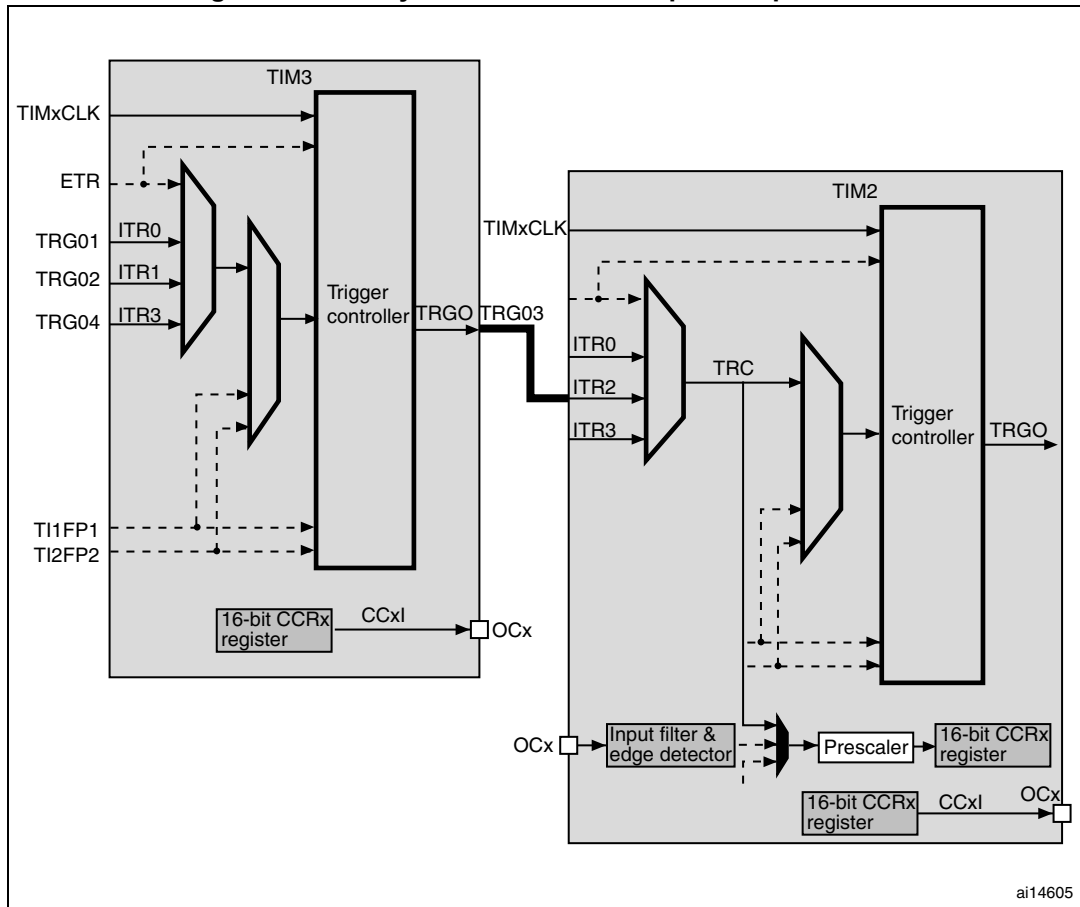 TIM3
TIMxCLK
ETR
TRG01
ITR0
TRG02
ITR1
TRG04
ITR3
Trigger
controller
TRGO
TRG03
TI1FP1
TI2FP2
16-bit CCRx
register
CCxI
OCx
TIM2
TIMxCLK
ITR0
ITR2
ITR3
TRC
Trigger
controller
TRGO
OCx
Input filter &
edge detector
Prescaler
16-bit CCRx
register
16-bit CCRx
register
CCxI
OCx
ai14605